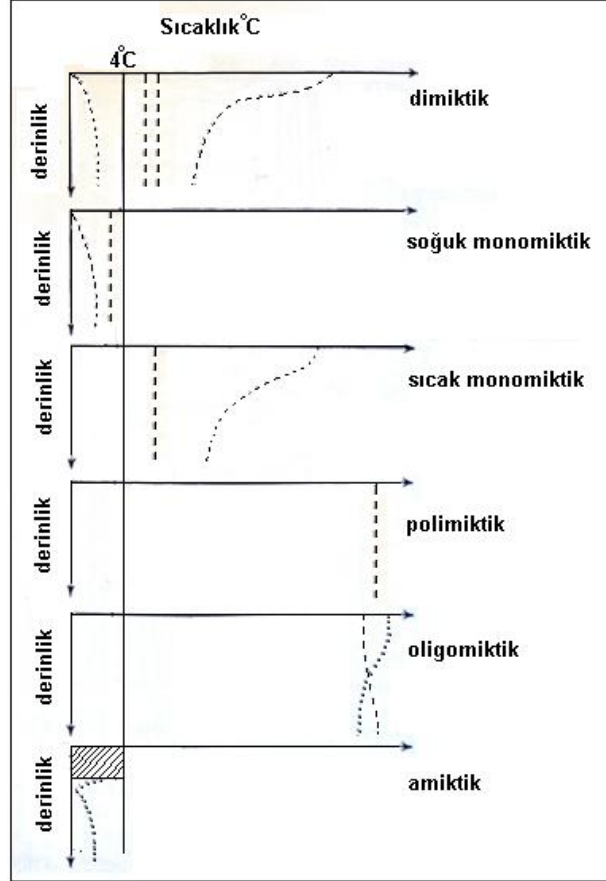 Sıcaklık°C
4°C
derinlik
dimiktik
derinlik
soğuk monomiktik
derinlik
sıcak monomiktik
derinlik
polimiktik
derinlik
oligomiktik
derinlik
amiktik